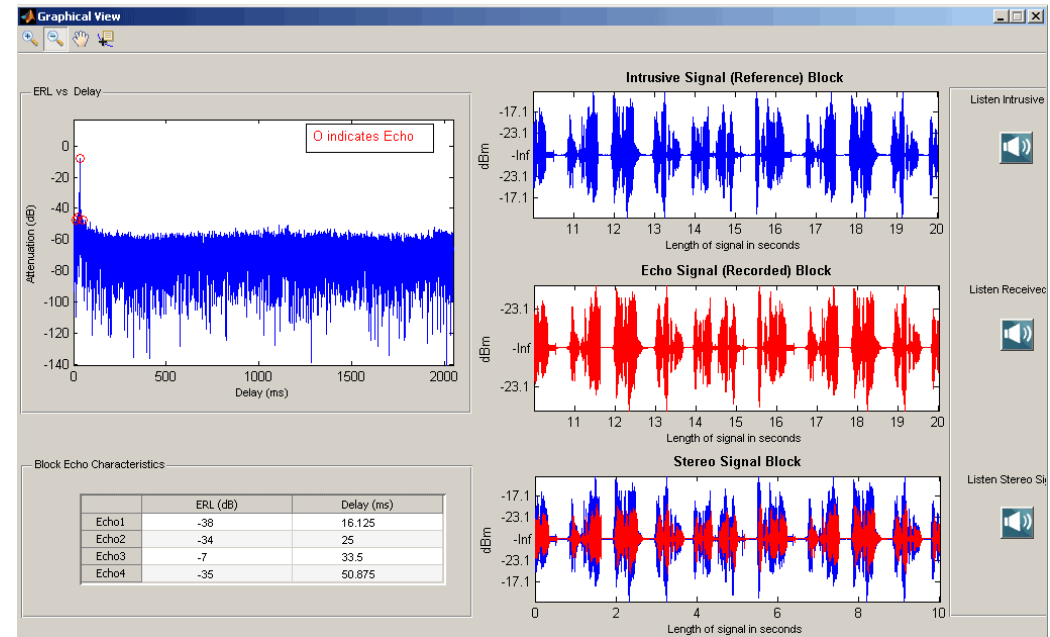 Graphical View
ERL vs Delay
O indicates Echo
0
-20
-40
-60
-80
-100
-120
-140
Attenuation (dB)
0 500 1000 1500 2000
Delay (ms)
Block Echo Characteristics
ERL (dB) Delay (ms)
Echo1 -38 16.125
Echo2 -34 25
Echo3 -7 33.5
Echo4 -35 50.875
Intrusive Signal (Reference) Block
-17.1
-23.1
-Inf
-23.1
-17.1
dBm
11 12 13 14 15 16 17 18 19 20
Length of signal in seconds
Echo Signal (Recorded) Block
-23.1
-Inf
-23.1
dBm
11 12 13 14 15 16 17 18 19 20
Length of signal in seconds
Stereo Signal Block
-17.1
-23.1
-Inf
-23.1
-17.1
dBm
0 2 4 6 8 10
Length of signal in seconds
Listen Intrusive
Listen Received
Listen Stereo Si